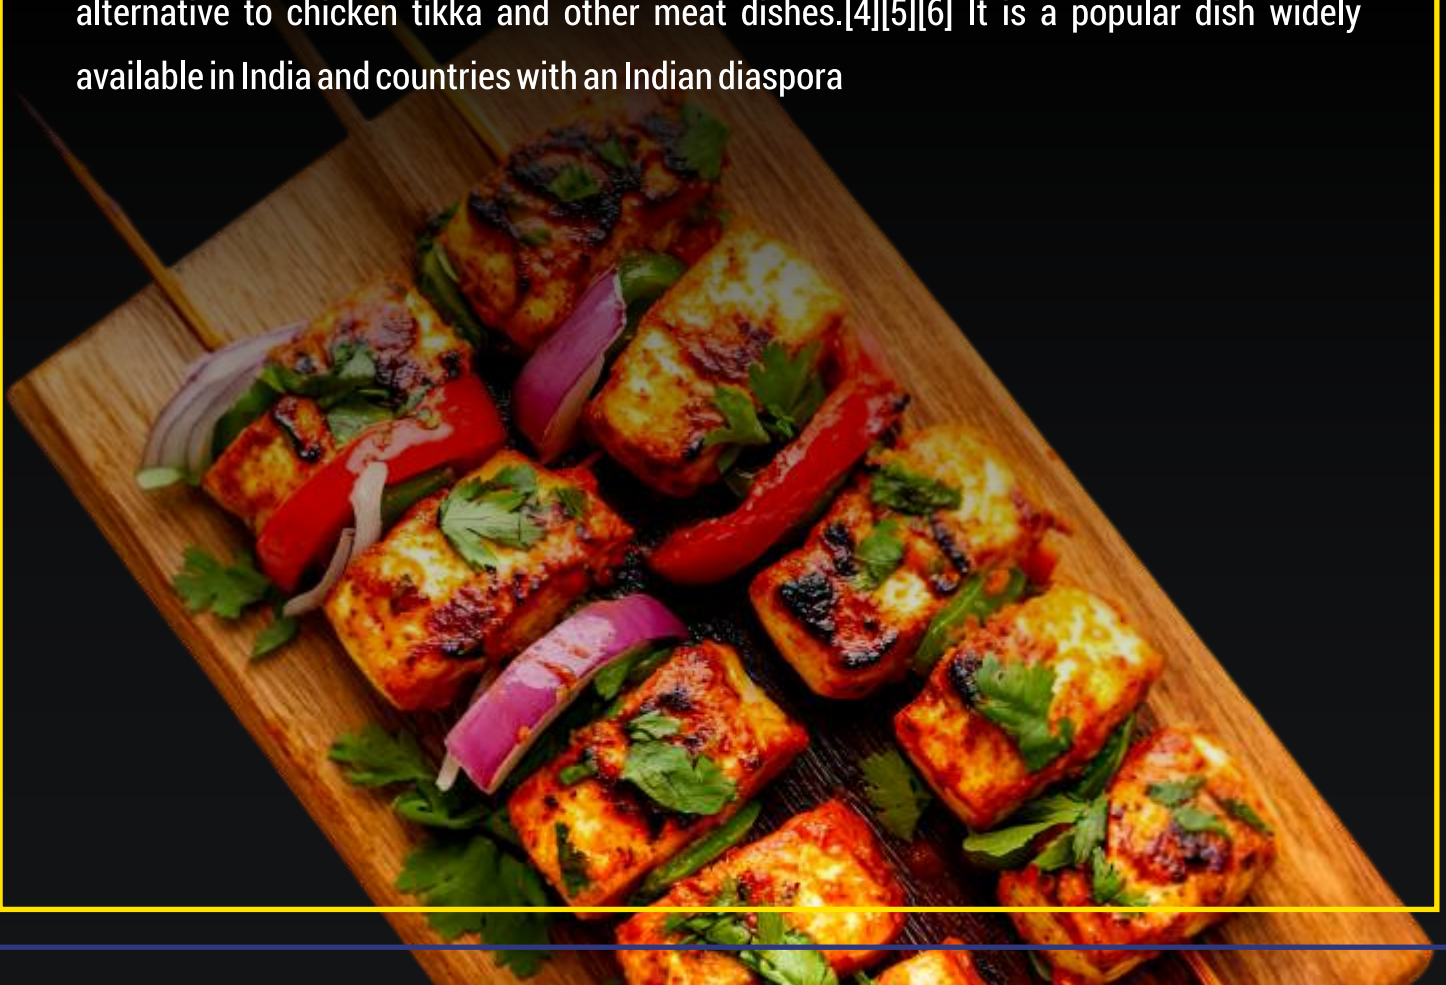 alternative to chicken tikka and other meat dishes.[4][5][6] It is a popular dish widely
available in India and countries with an Indian diaspora